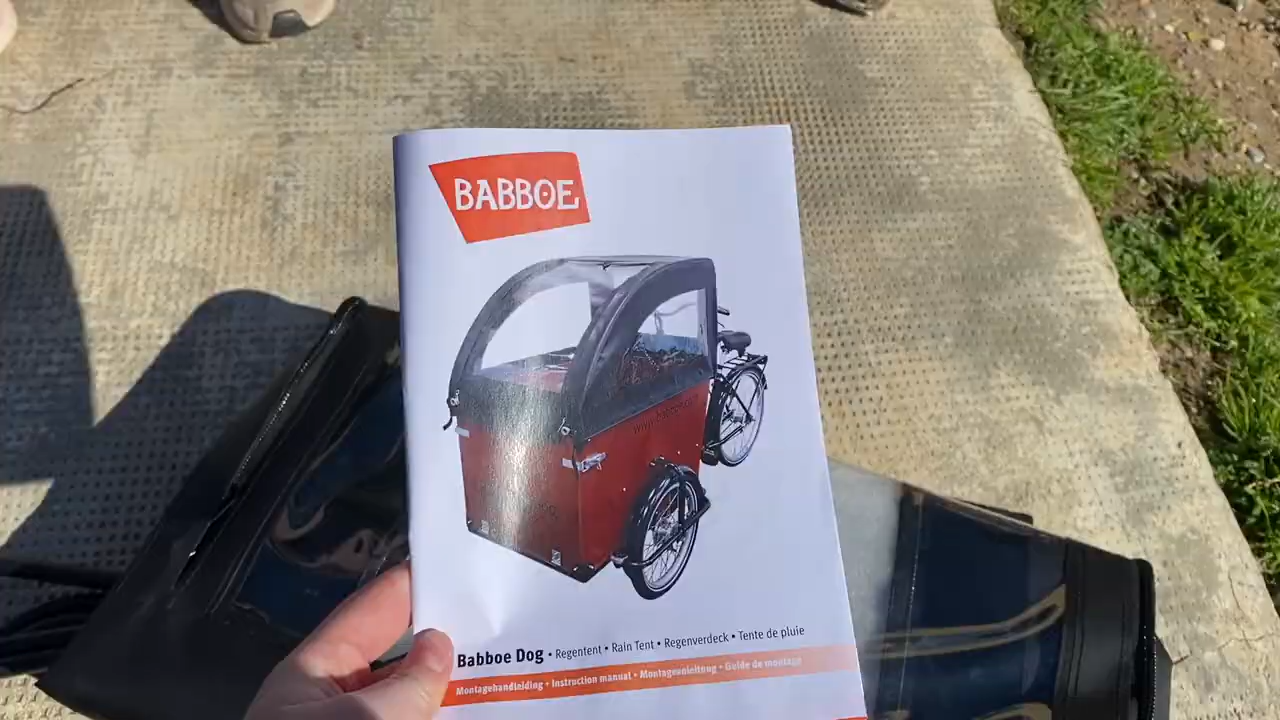 BABBOE
Babboe Dog • Regentent • Rain Tent • Regenverdeck • Tente de pluie
Montagehandleiding • Instruction manual • Montageanleitung • Guide de montage